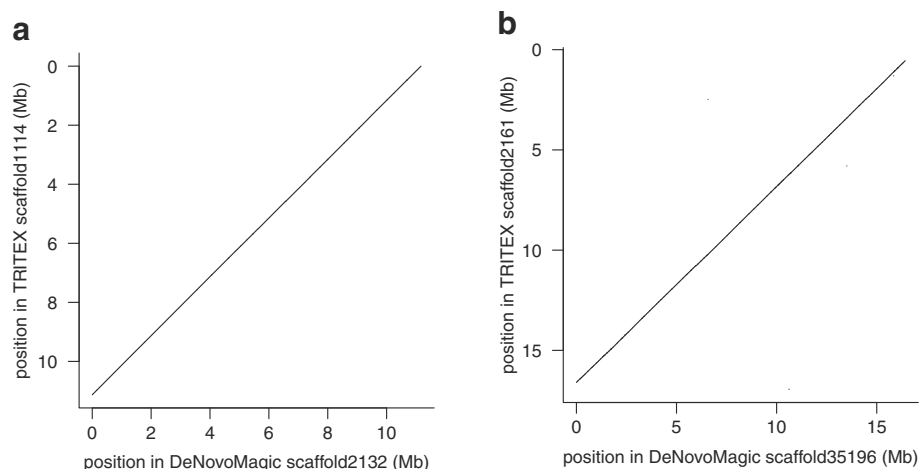 a
position in TRITEX scaffold1114 (Mb)
0
2
4
6
8
10
0 2 4 6 8 10
position in DeNovoMagic scaffold2132 (Mb)
b
position in TRITEX scaffold2161 (Mb)
0
5
10
15
0 5 10 15
position in DeNovoMagic scaffold35196 (Mb)